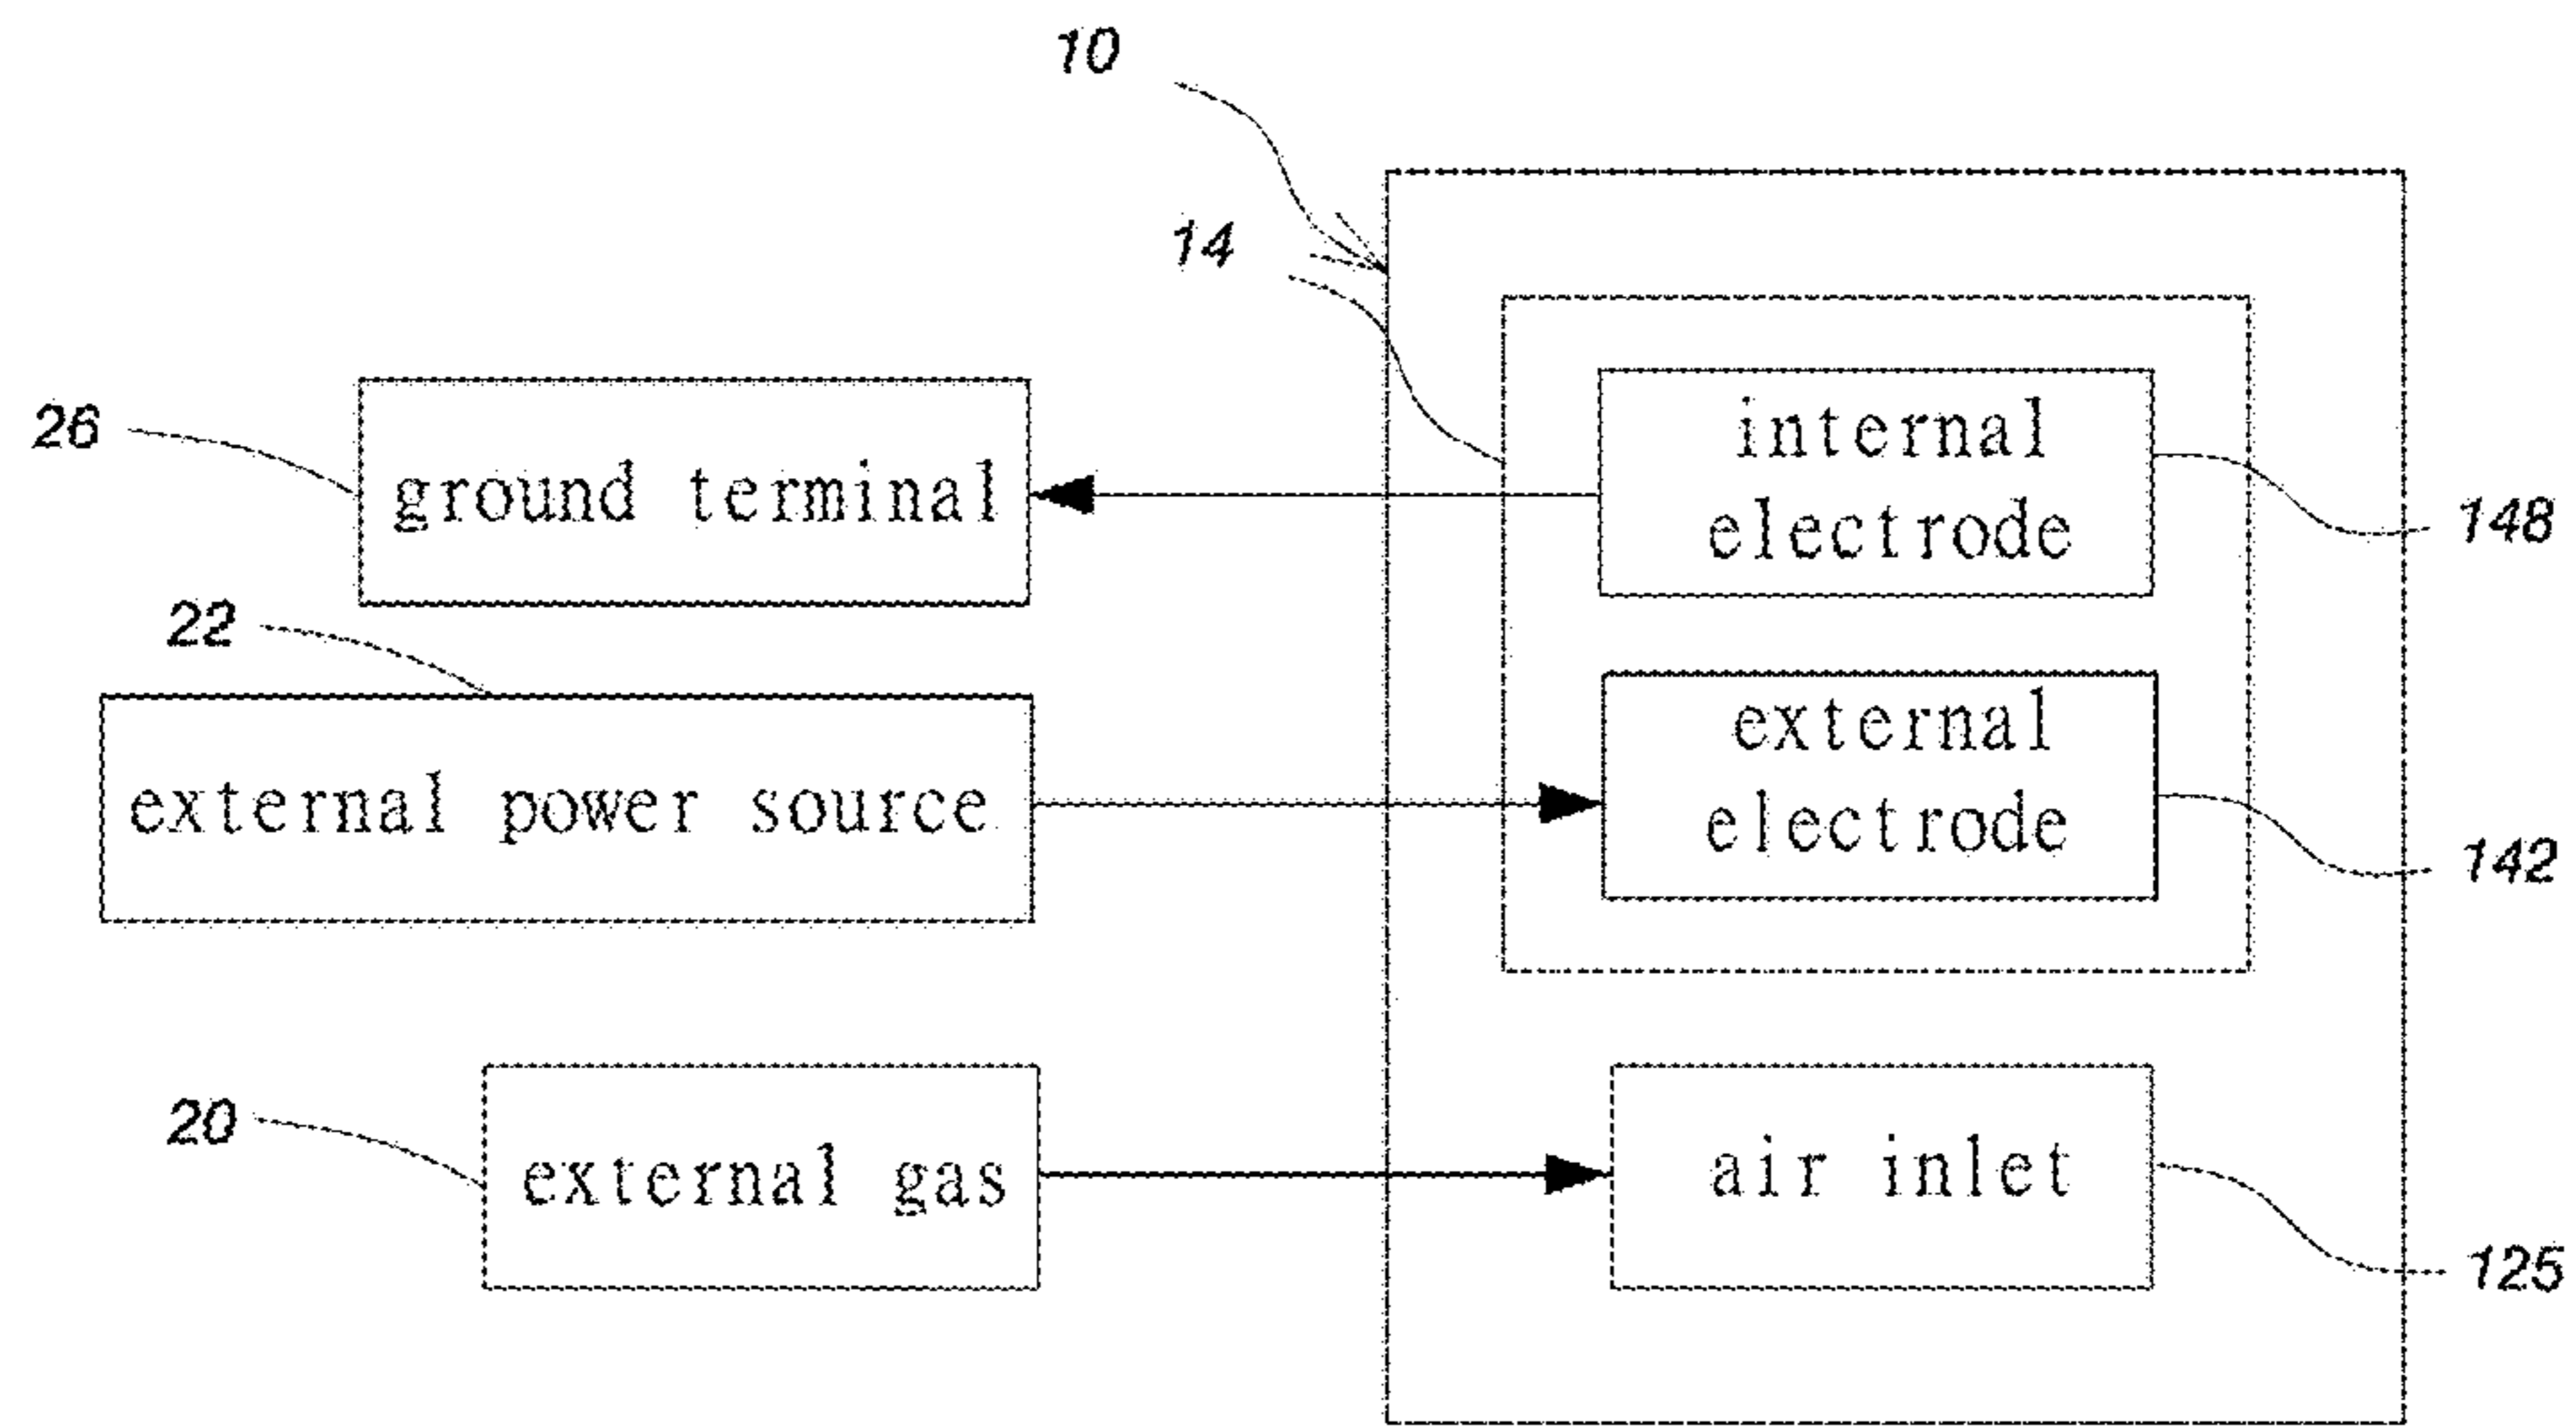 10
14
26
ground terminal
internal
electrode
148
22
external power source
external
electrode
142
20
external gas
air inlet
125